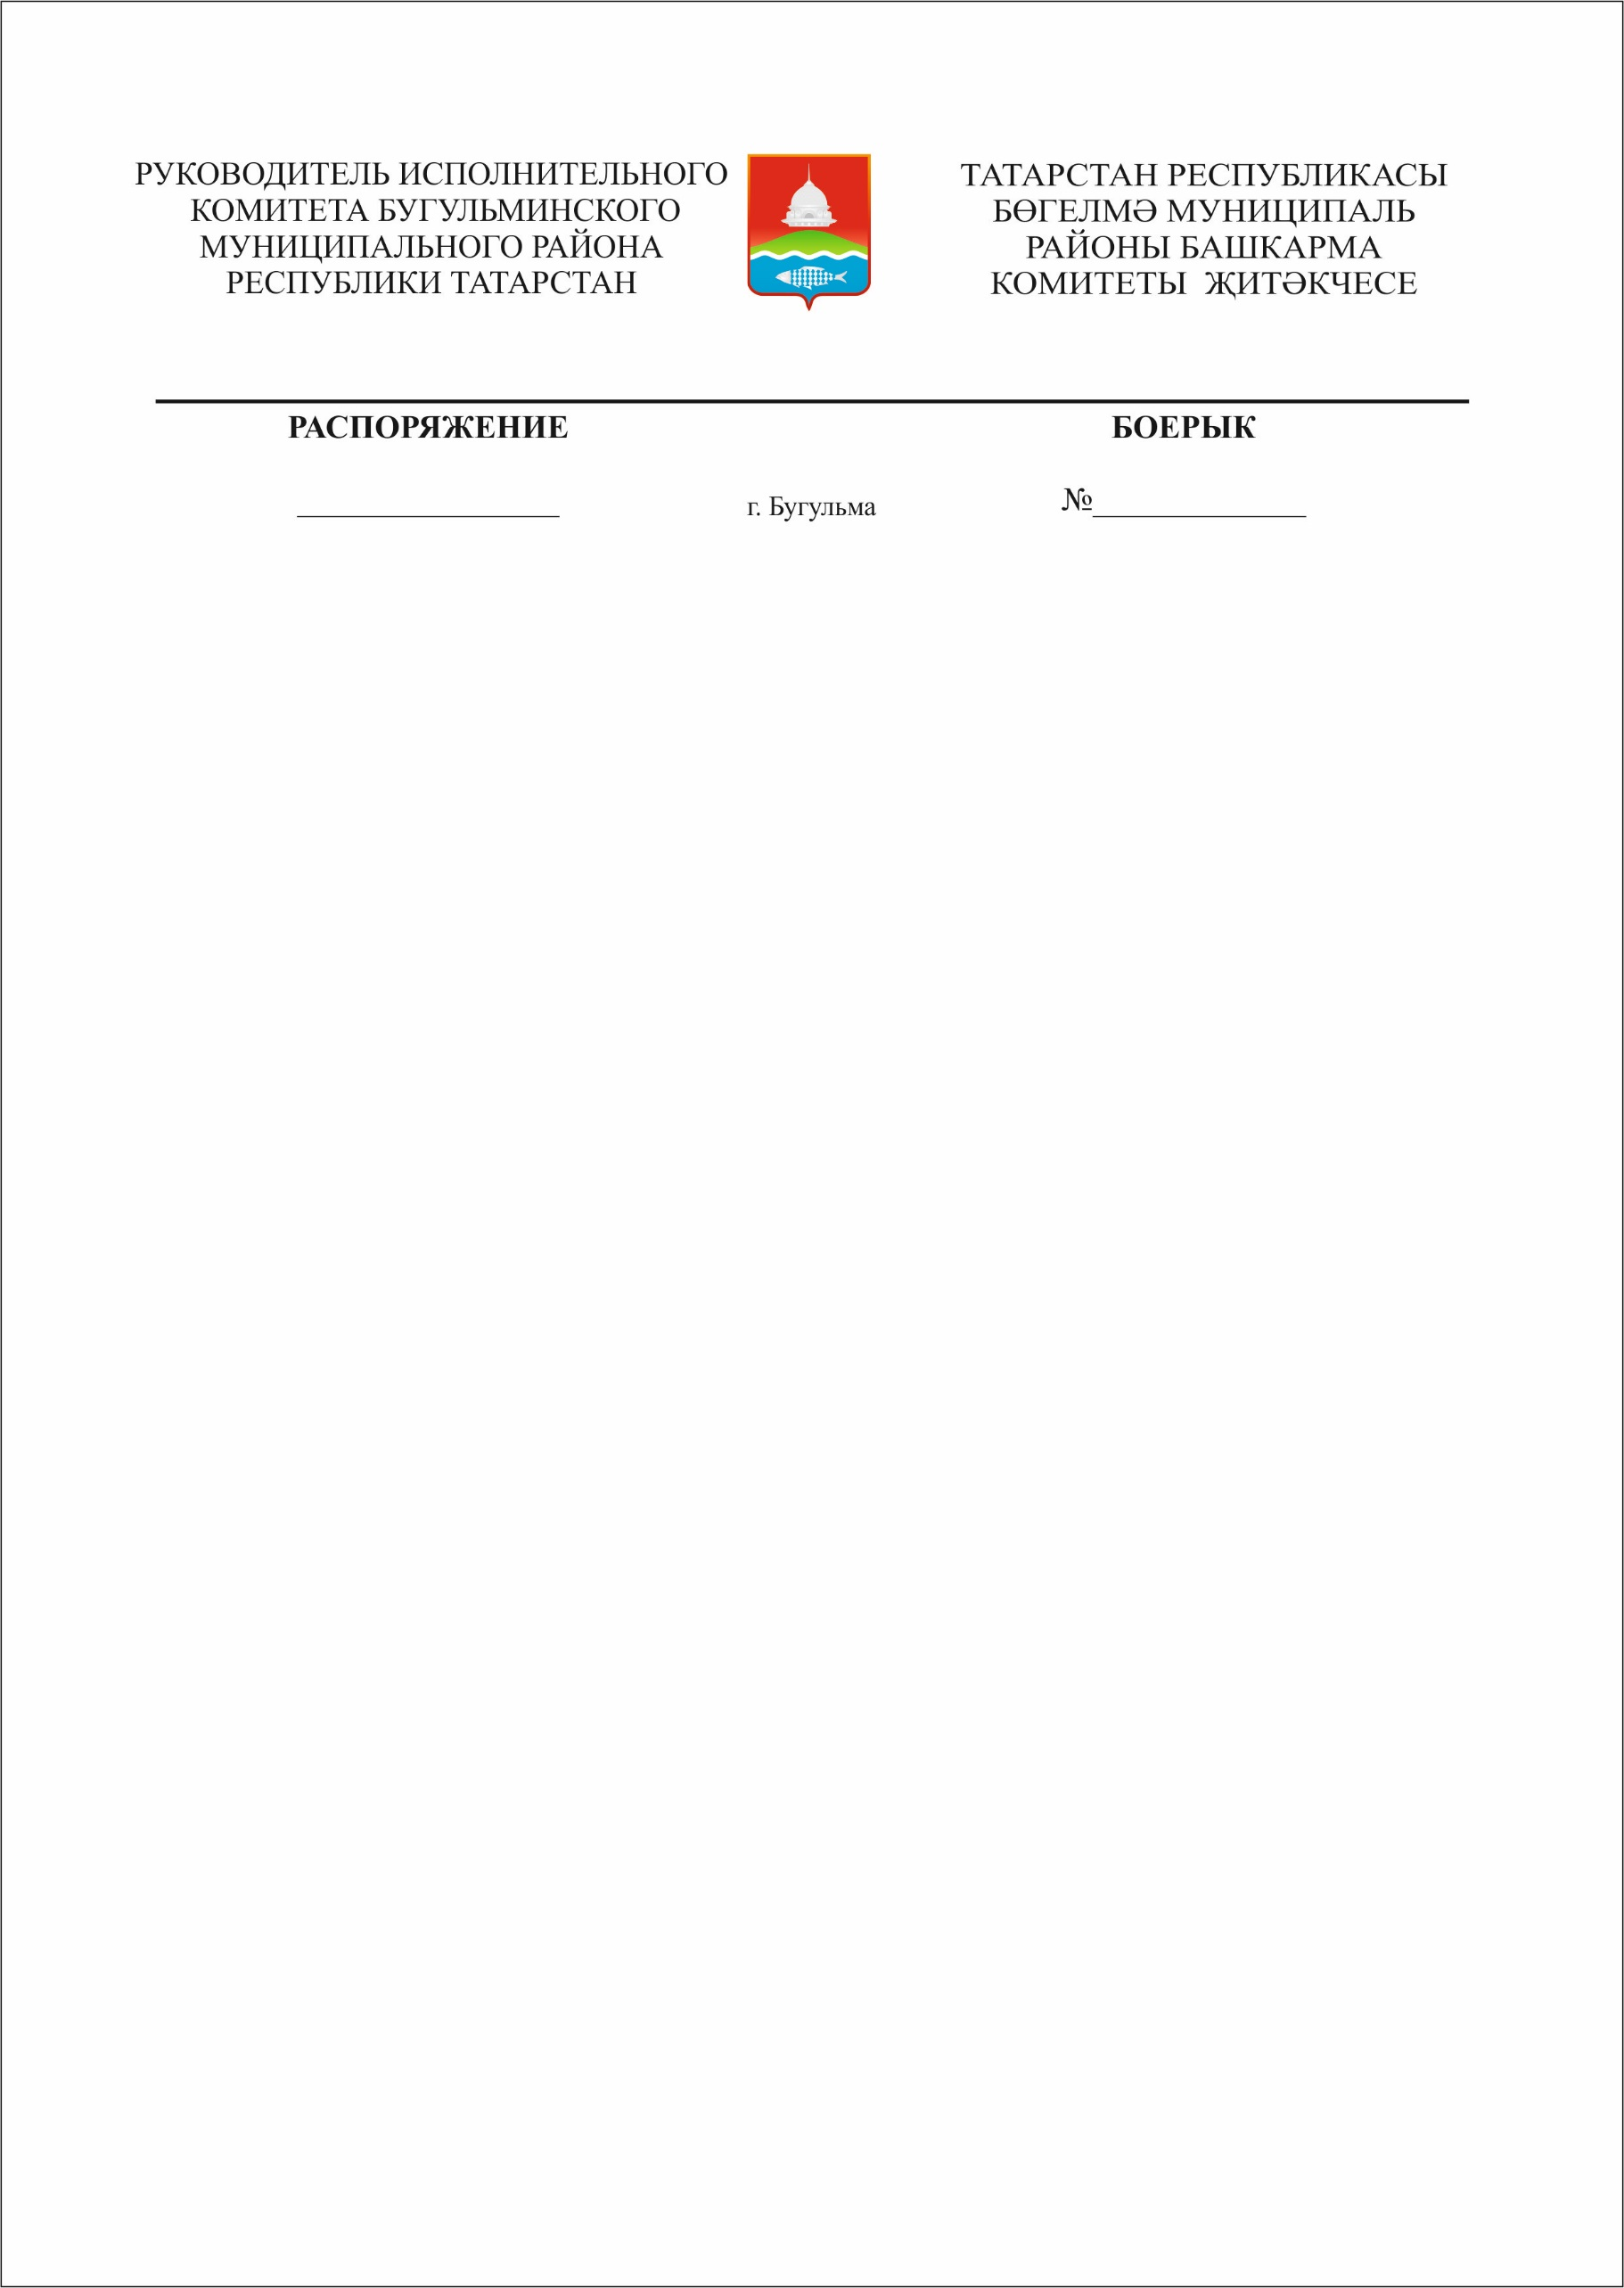 РУКОВОДИТЕЛЬ ИСПОЛНИТЕЛЬНОГО
КОМИТЕТА БУГУЛЬМИНСКОГО
МУНИЦИПАЛЬНОГО РАЙОНА
РЕСПУБЛИКИ ТАТАРСТАН
ТАТАРСТАН РЕСПУБЛИКАСЫ
БӨГЕЛМӘ МУНИЦИПАЛЬ
РАЙОНЫ БАШКАРМА
КОМИТЕТЫ ҖИТӘКЧЕСЕ
РАСПОРЯЖЕНИЕ
БОЕРЫК
г. Бугульма
№